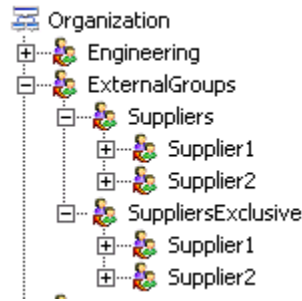 Organization
Engineering
ExternalGroups
Suppliers
Supplier1
Supplier2
SuppliersExclusive
Supplier1
Supplier2